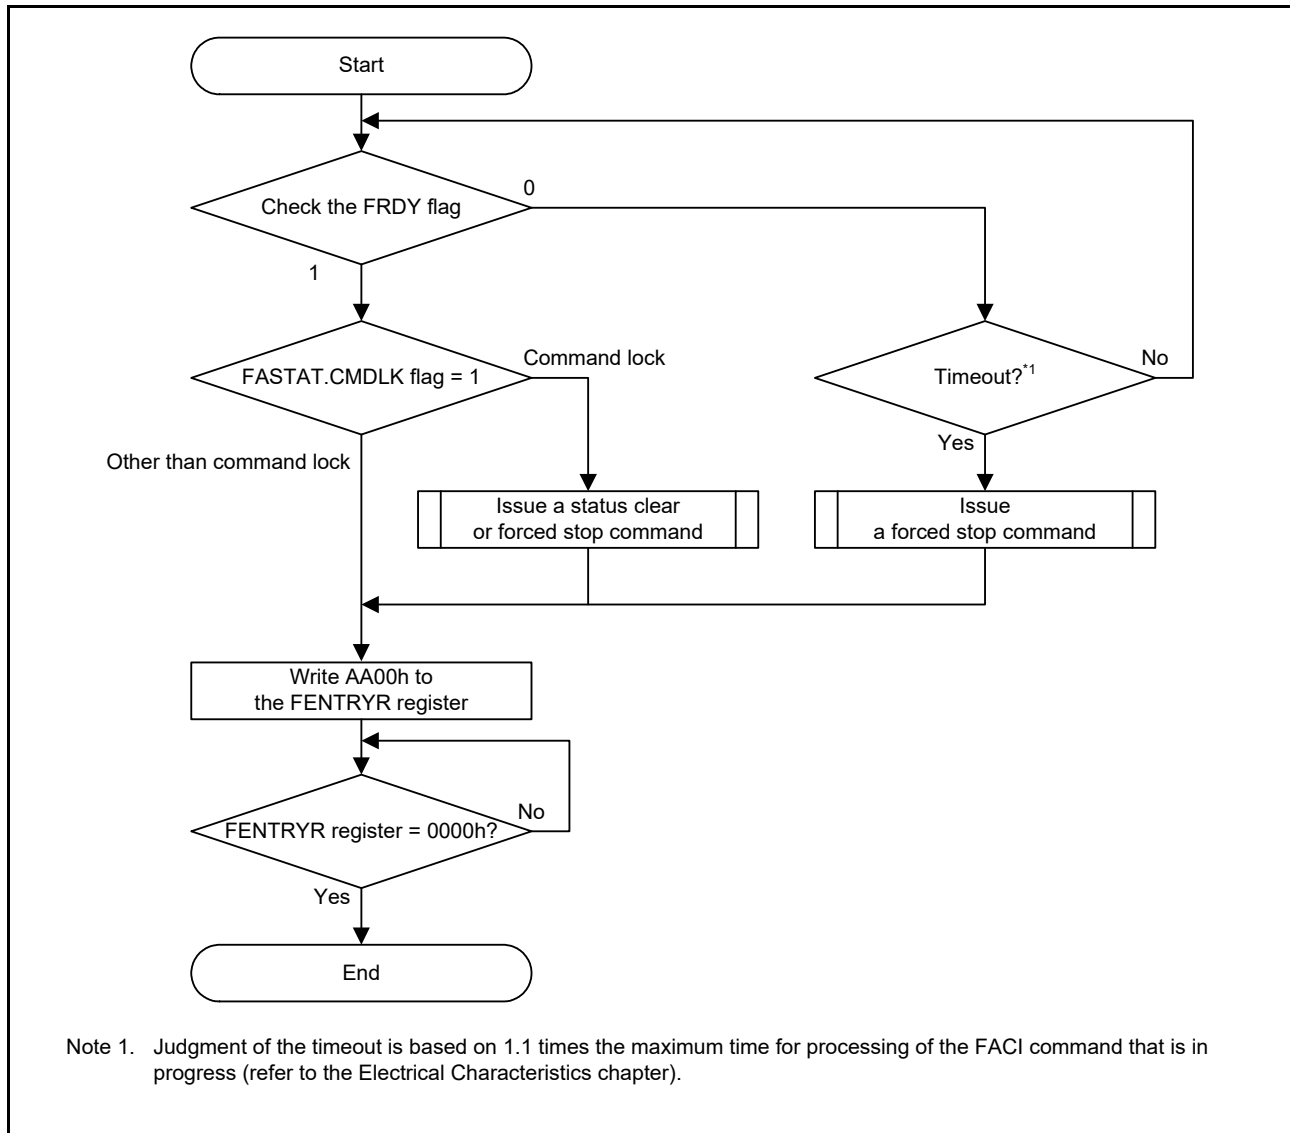 Start
Check the FRDY flag
0
1
FASTAT.CMDLK flag = 1
Command lock
Timeout?*1
No
Yes
Other than command lock
Issue a status clear
or forced stop command
Issue
a forced stop command
Write AA00h to
the FENTRYR register
FENTRYR register = 0000h?
No
Yes
End
Note 1. Judgment of the timeout is based on 1.1 times the maximum time for processing of the FACI command that is in
progress (refer to the Electrical Characteristics chapter).